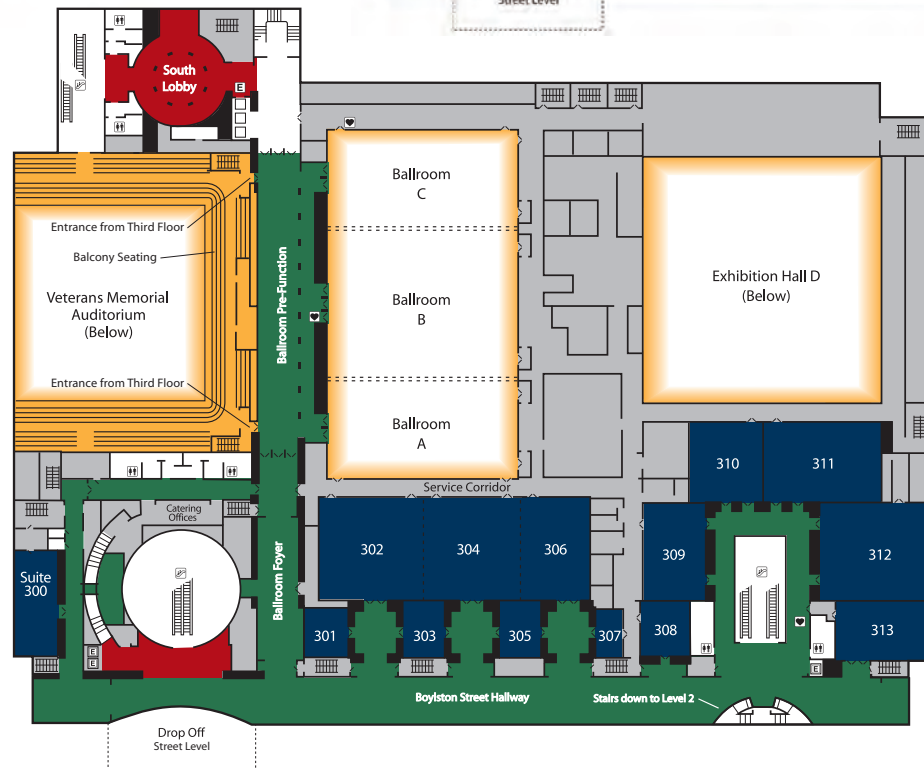 Street Level
South
Lobby
E
Ballroom
C
Entrance from Third Floor
Balcony Seating
Veterans Memorial
Auditorium
(Below)
Entrance from Third Floor
Ballroom Pre-Function
Ballroom
B
Exhibition Hall D
(Below)
Ballroom
A
310
311
Service Corridor
Catering
Offices
Ballroom Foyer
302
304
306
309
312
Suite
300
301
303
305
307
308
313
E
E
E
Boylston Street Hallway
Stairs down to Level 2
Drop Off
Street Level